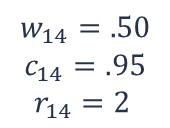 w₁₄ = .50
c₁₄ = .95
r₁₄ = 2